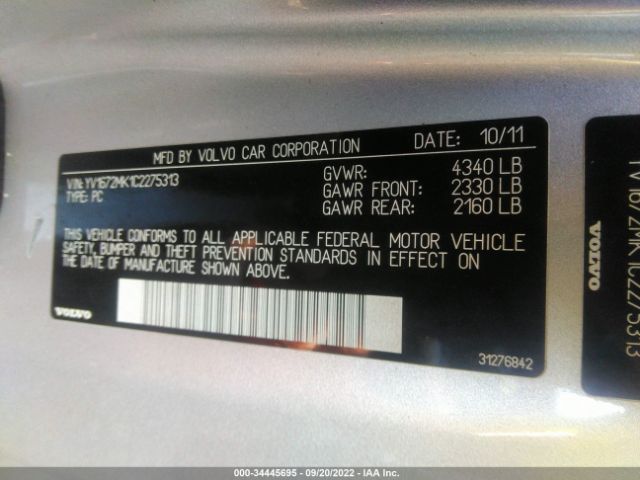 MFD BY VOLVO CAR CORPORATION DATE: 10/11
VIN: YV1672MK1C2275313
TYPE: PC
GVWR: 4340 LB
GAWR FRONT: 2330 LB
GAWR REAR: 2160 LB
THIS VEHICLE CONFORMS TO ALL APPLICABLE FEDERAL MOTOR VEHICLE
SAFETY, BUMPER AND THEFT PREVENTION STANDARDS IN EFFECT ON
THE DATE OF MANUFACTURE SHOWN ABOVE.
VOLVO
31276842
YV1672MK1C2275313
VOLVO
000-34445695 - 09/20/2022 - IAA Inc.